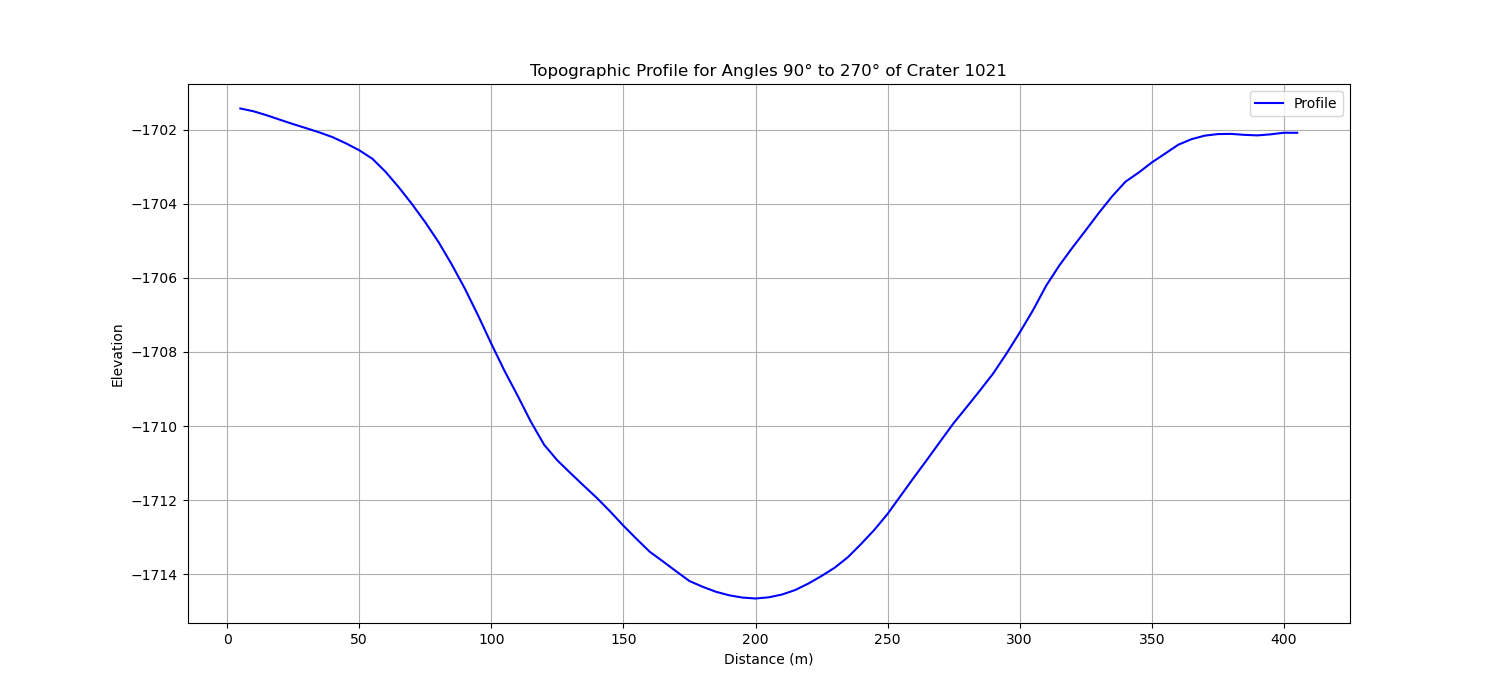 Topographic Profile for Angles 90° to 270° of Crater 1021
Profile
−1702
−1704
−1706
−1708
−1710
−1712
−1714
Elevation
0 50 100 150 200 250 300 350 400
Distance (m)